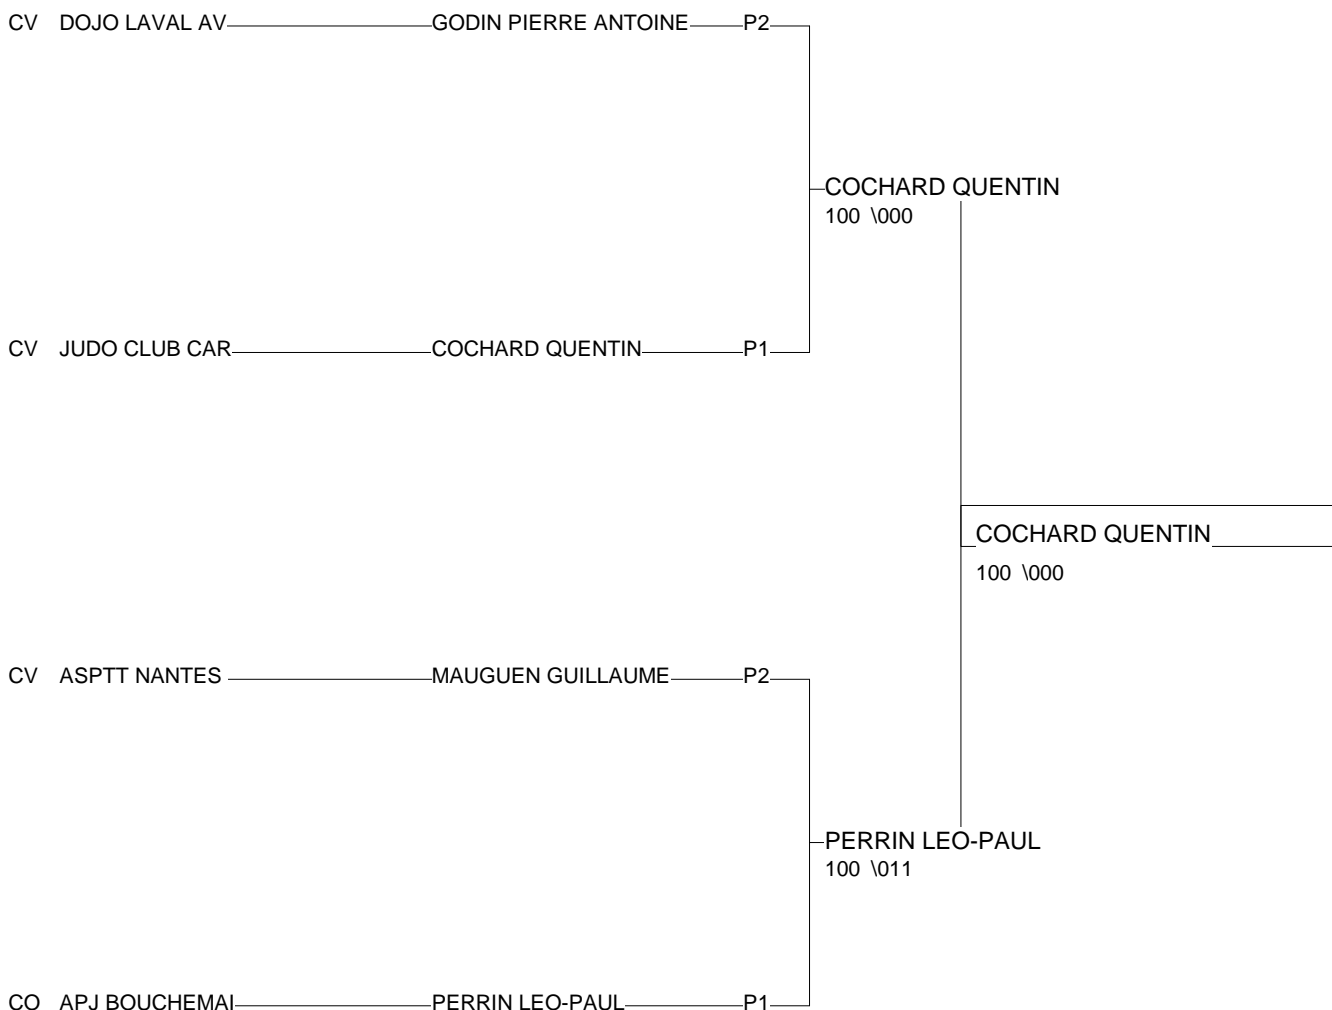 CV DOJO LAVAL AV GODIN PIERRE ANTOINE P2
COCHARD QUENTIN
100 \000
CV JUDO CLUB CAR COCHARD QUENTIN P1
COCHARD QUENTIN
100 \000
CV ASPTT NANTES MAUGUEN GUILLAUME P2
PERRIN LEO-PAUL
100 \011
CO APJ BOUCHEMAI PERRIN LEO-PAUL P1